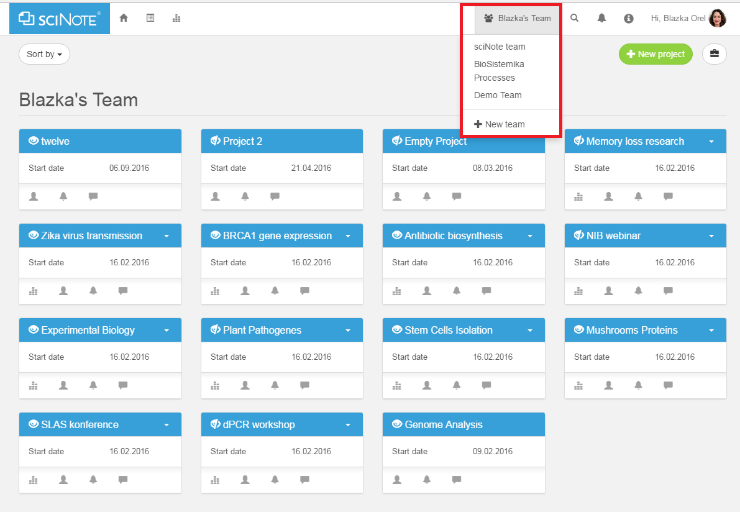 sciNote®
Blazka's Team
Hi, Blazka Orel
Sort by
sciNote team
BioSistemika
Processes
Demo Team
New team
New project
Blazka's Team
twelve
Start date 06.09.2016
Project 2
Start date 21.04.2016
Empty Project
Start date 08.03.2016
Memory loss research
Start date 16.02.2016
Zika virus transmission
Start date 16.02.2016
BRCA1 gene expression
Start date 16.02.2016
Antibiotic biosynthesis
Start date 16.02.2016
NIB webinar
Start date 16.02.2016
Experimental Biology
Start date 16.02.2016
Plant Pathogenes
Start date 16.02.2016
Stem Cells Isolation
Start date 16.02.2016
Mushrooms Proteins
Start date 16.02.2016
SLAS konference
Start date 16.02.2016
dPCR workshop
Start date 16.02.2016
Genome Analysis
Start date 09.02.2016